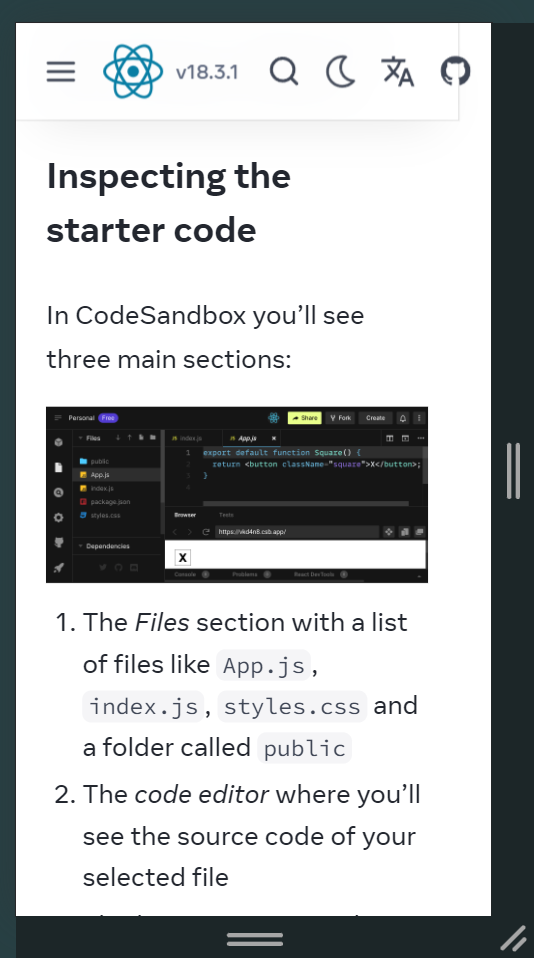 v18.3.1
Inspecting the
starter code
In CodeSandbox you’ll see
three main sections:
Personal Free Share Fork Create
Files index.js App.js
1 export default function Square() {
public
2 return <button className="square">X</button>;
App.js
3 }
index.js
4
package.json
styles.css
Browser Tests
https://vkd4n8.csb.app/
Dependencies
X
Console Problems React DevTools
1. The Files section with a list
of files like App.js,
index.js, styles.css and
a folder called public
2. The code editor where you’ll
see the source code of your
selected file